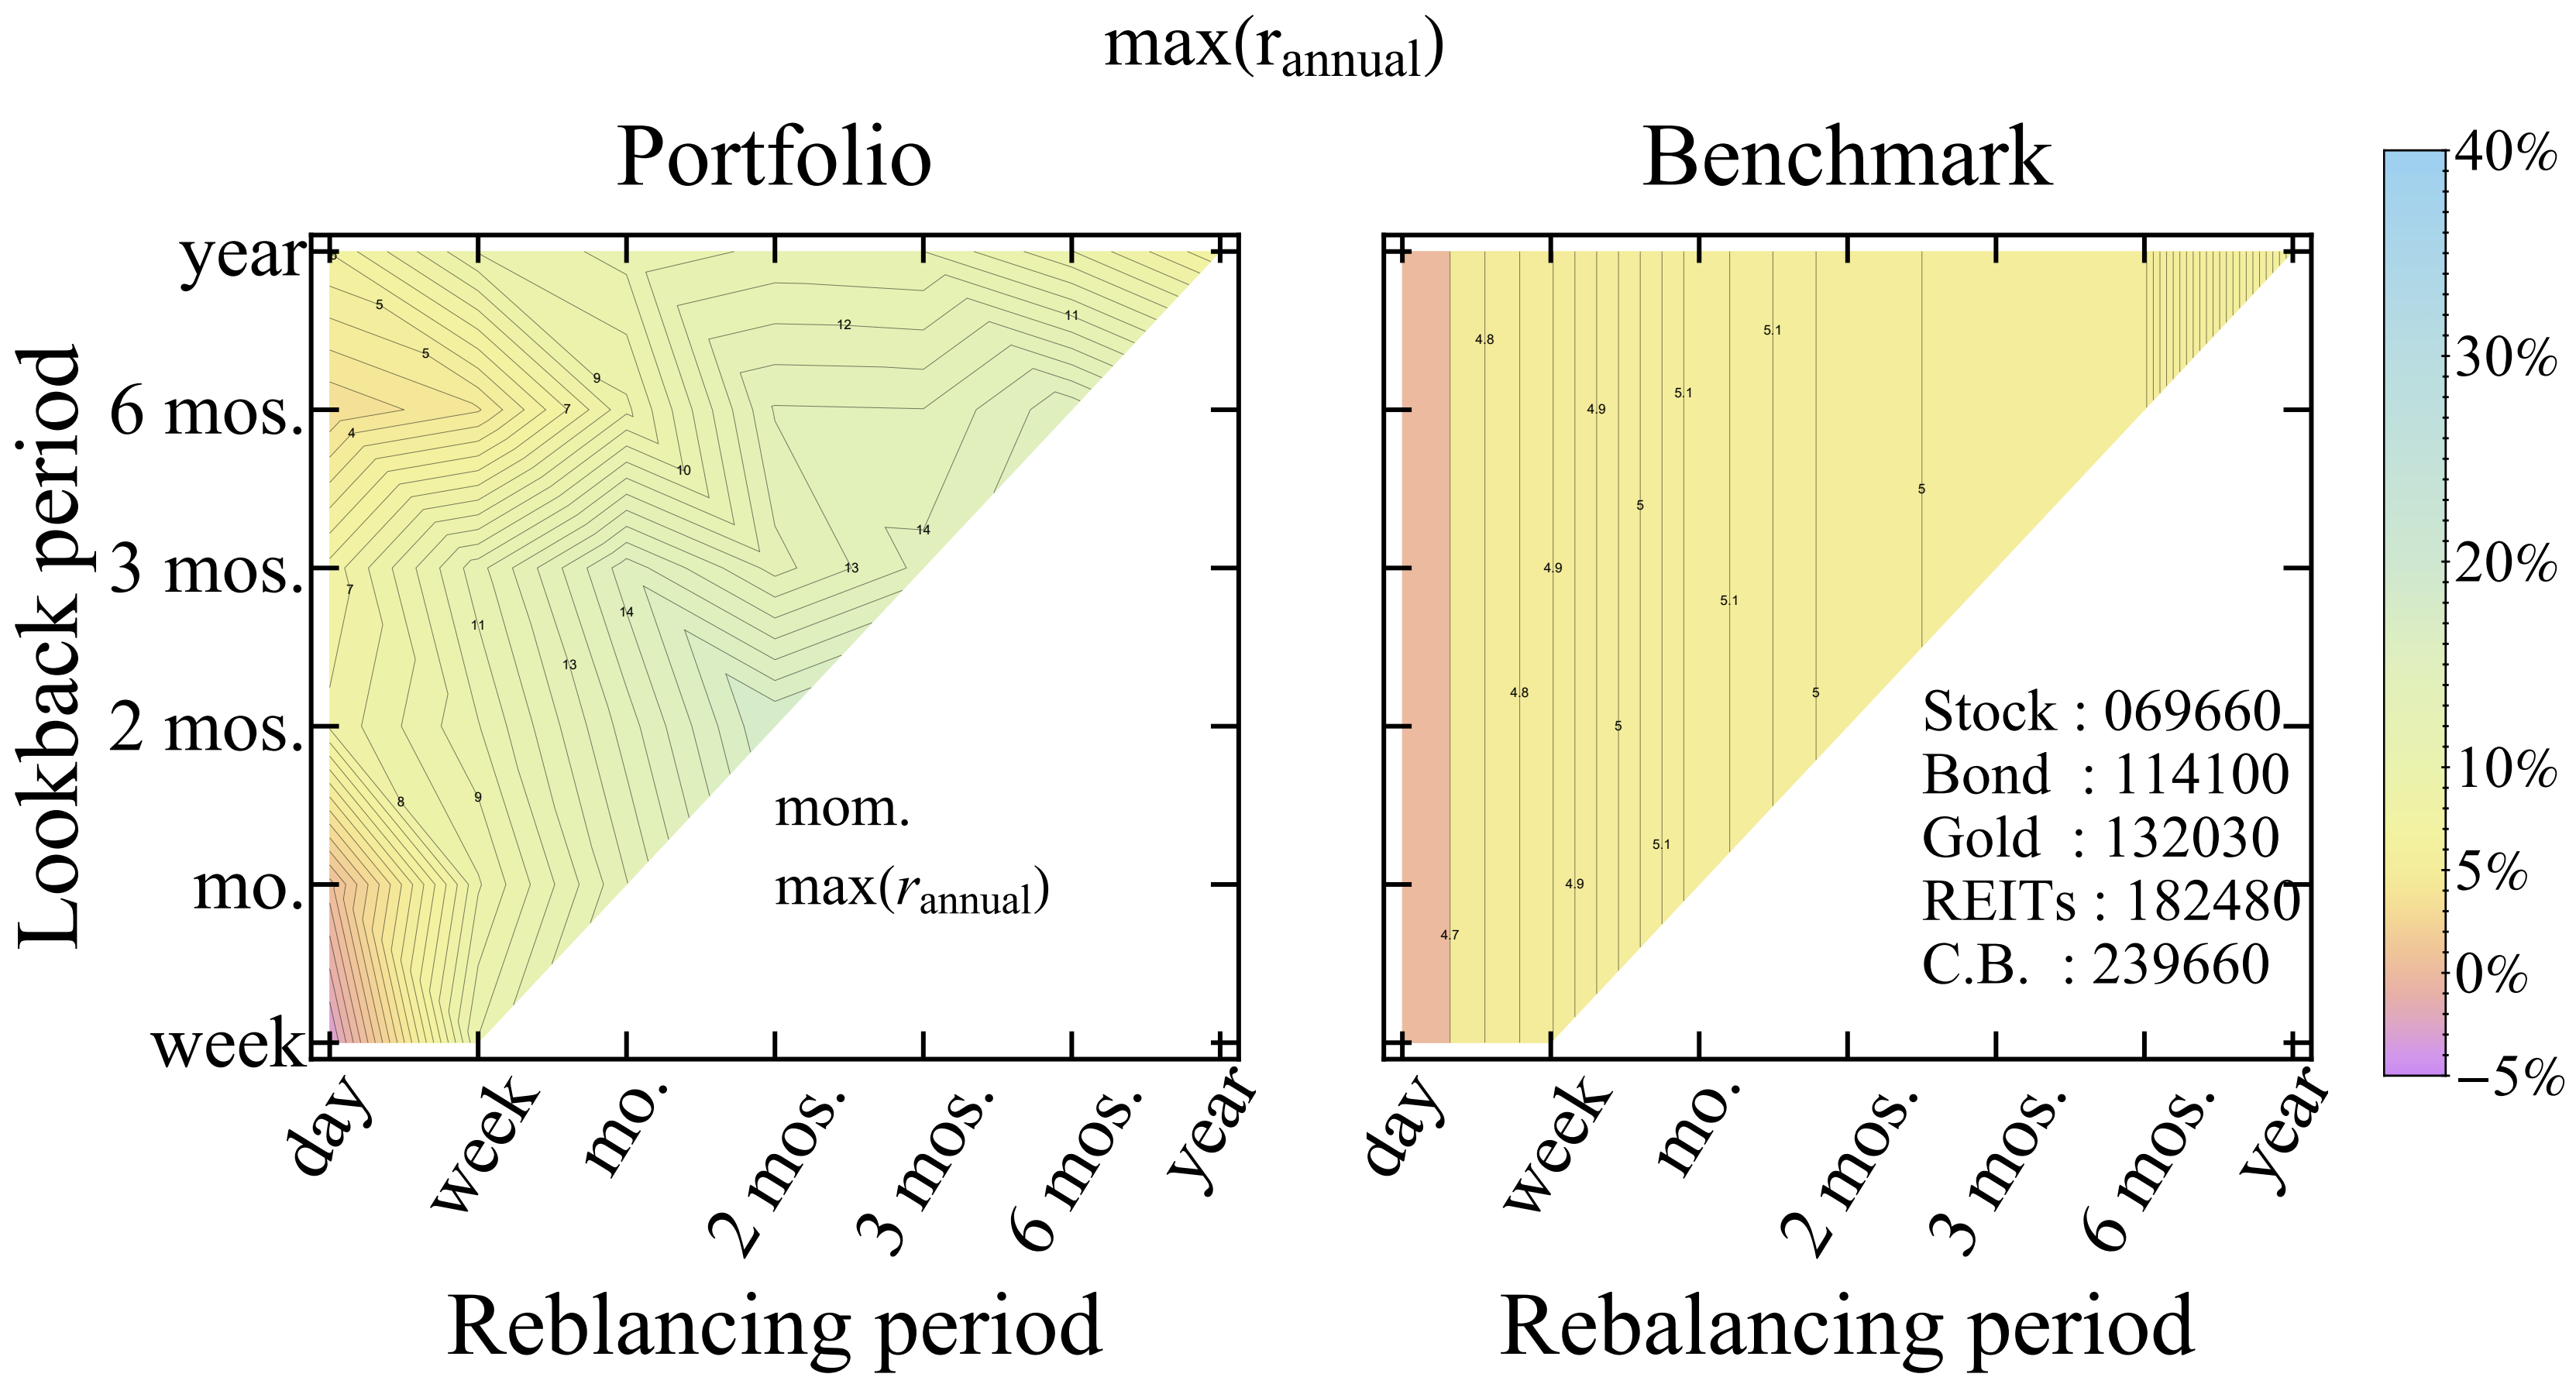 max(r_annual)
Portfolio
Benchmark
Lookback period
year
6 mos.
3 mos.
2 mos.
mo.
week
5
5
4
9
7
10
12
11
14
13
7
11
14
13
8
9
mom.
max(r_annual)
day
week
mo.
2 mos.
3 mos.
6 mos.
year
Reblancing period
4.8
5.1
5.1
4.9
5
5
4.9
5.1
4.8
5
5
5.1
4.9
4.7
Stock : 069660
Bond : 114100
Gold : 132030
REITs : 182480
C.B. : 239660
day
week
mo.
2 mos.
3 mos.
6 mos.
year
Rebalancing period
40%
30%
20%
10%
5%
0%
−5%